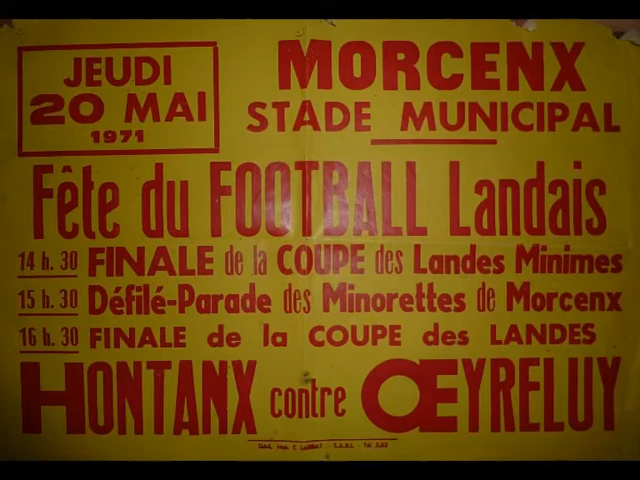 JEUDI
20 MAI
1971
MORCENX
STADE MUNICIPAL
Fête du FOOTBALL Landais
14 h. 30 FINALE de la COUPE des Landes Minimes
15 h. 30 Défilé-Parade des Minorettes de Morcenx
16 h. 30 FINALE de la COUPE des LANDES
HONTANX contre ŒYRELUY